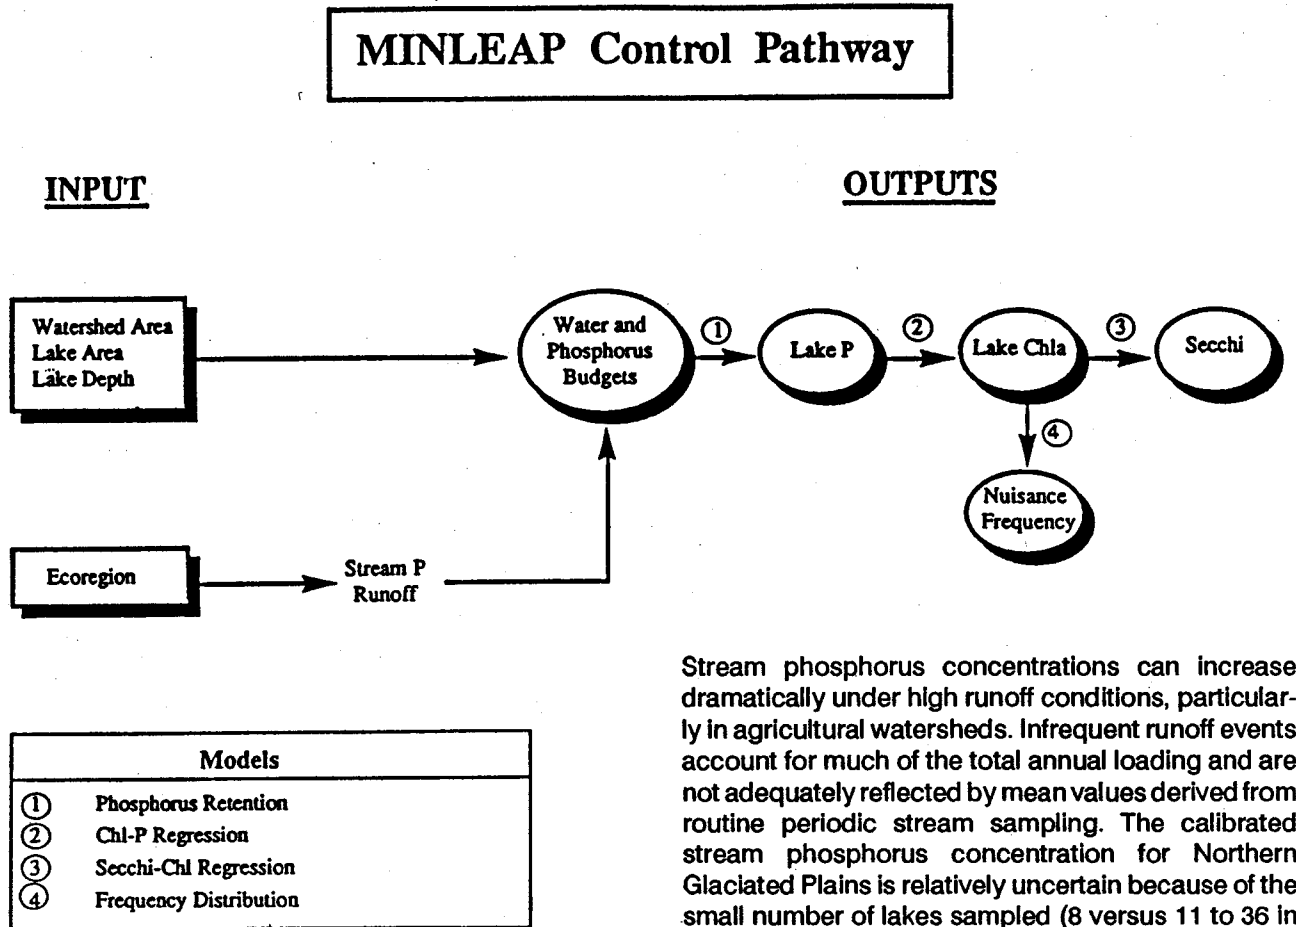 MINLEAP Control Pathway
INPUT
OUTPUTS
Watershed Area
Lake Area
Lake Depth
Water and
Phosphorus
Budgets
1
Lake P
2
Lake Chla
3
Secchi
4
Nuisance
Frequency
Ecoregion
Stream P
Runoff
Models
1 Phosphorus Retention
2 Chl-P Regression
3 Secchi-Chl Regression
4 Frequency Distribution
Stream phosphorus concentrations can increase
dramatically under high runoff conditions, particular-
ly in agricultural watersheds. Infrequent runoff events
account for much of the total annual loading and are
not adequately reflected by mean values derived from
routine periodic stream sampling. The calibrated
stream phosphorus concentration for Northern
Glaciated Plains is relatively uncertain because of the
small number of lakes sampled (8 versus 11 to 36 in